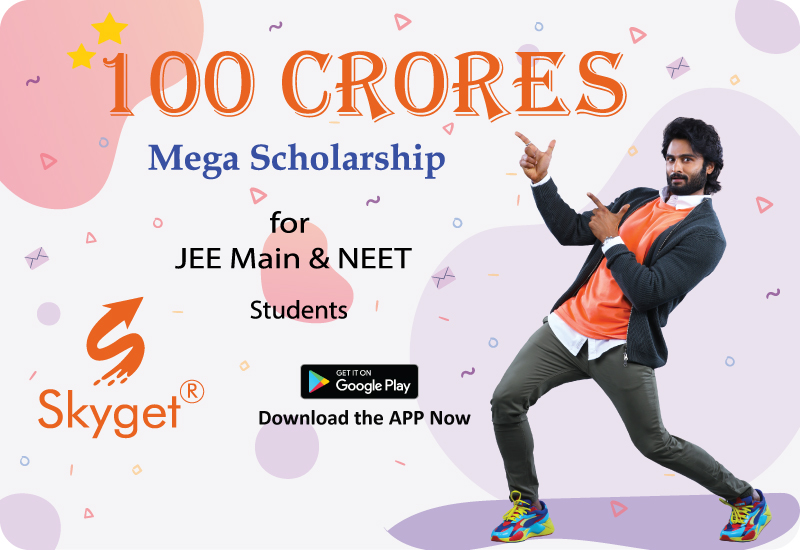 100 CRORES
Mega Scholarship
for
JEE Main & NEET
Students
Skyget®
GET IT ON
Google Play
Download the APP Now